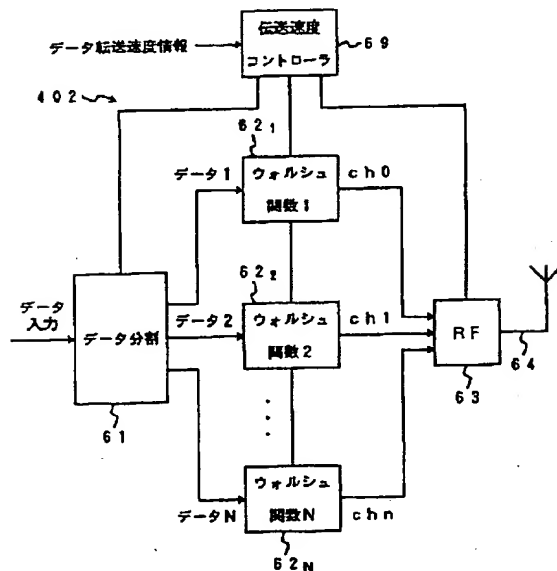 伝送速度
コントローラ
69
データ転送速度情報
402
62₁
データ1
ウォルシュ
関数1
ch0
62₂
データ
入力
データ分割
データ2
ウォルシュ
関数2
ch1
RF
64
61
63
・・・
データN
ウォルシュ
関数N
chn
62N